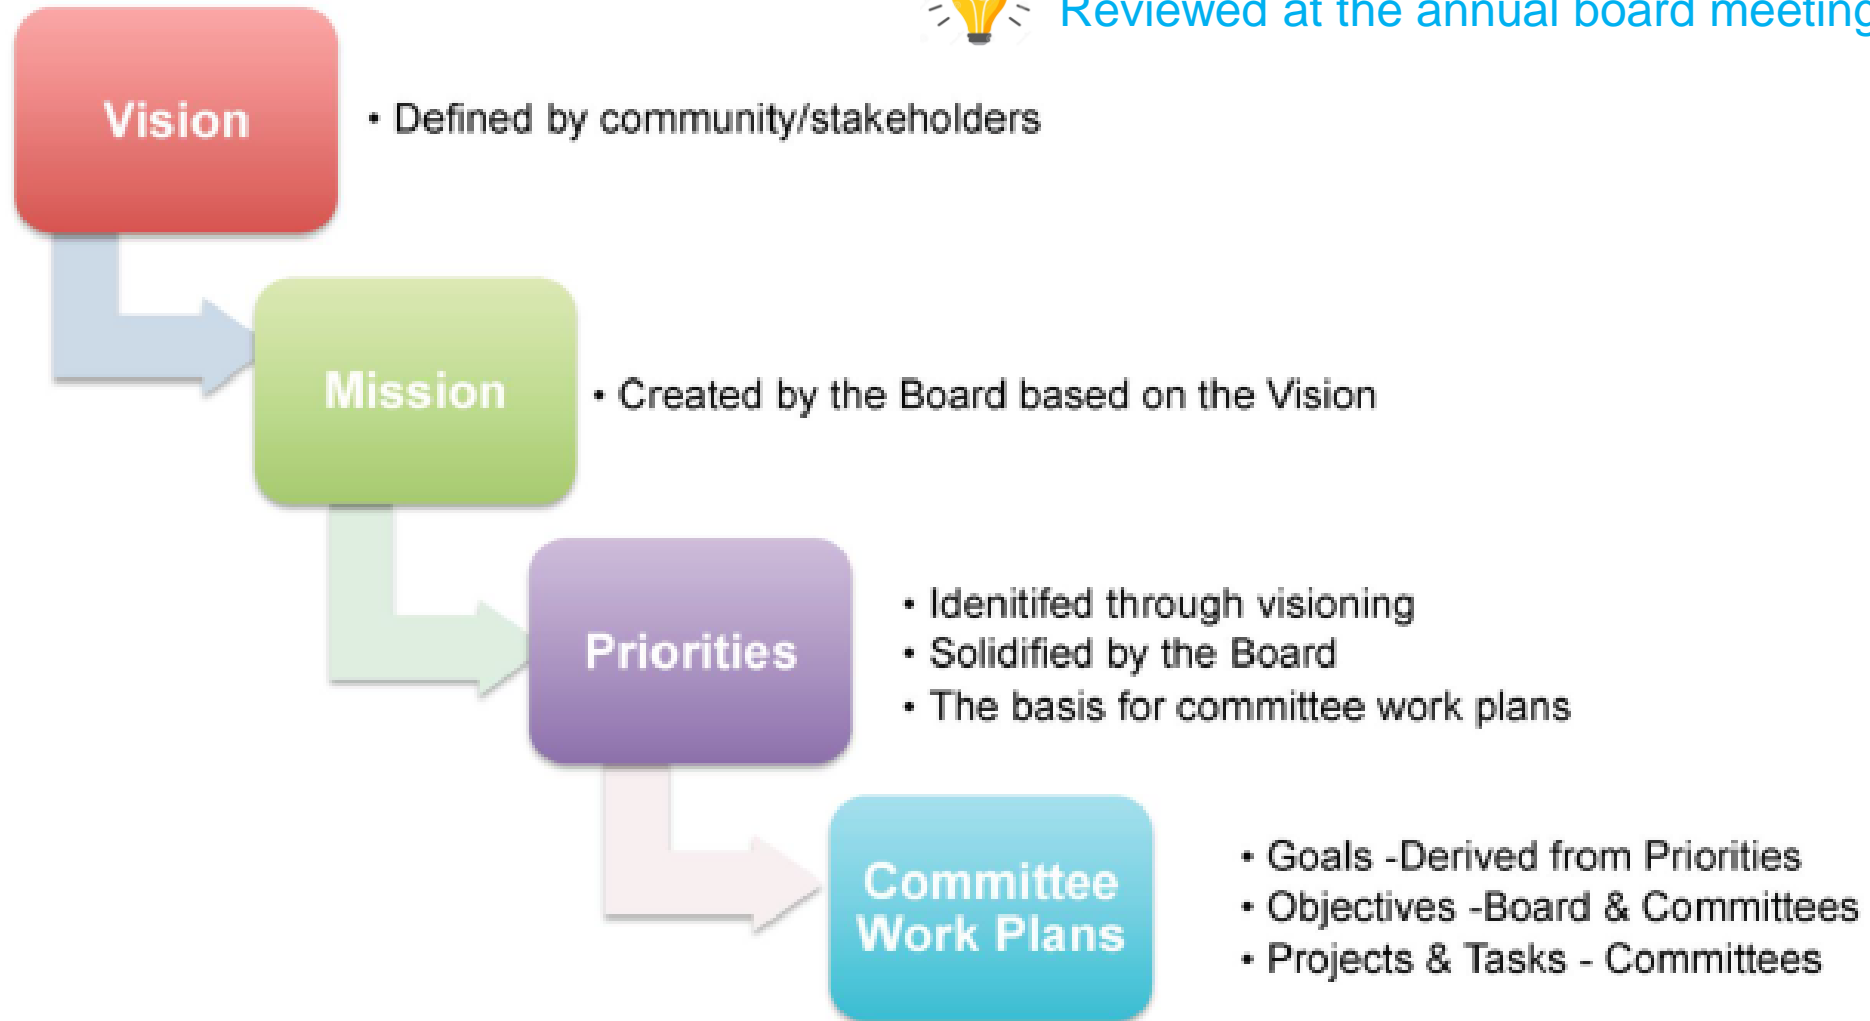 Reviewed at the annual board meeting
Vision
• Defined by community/stakeholders
Mission
• Created by the Board based on the Vision
Priorities
• Idenitifed through visioning
• Solidified by the Board
• The basis for committee work plans
Committee
Work Plans
• Goals -Derived from Priorities
• Objectives -Board & Committees
• Projects & Tasks - Committees